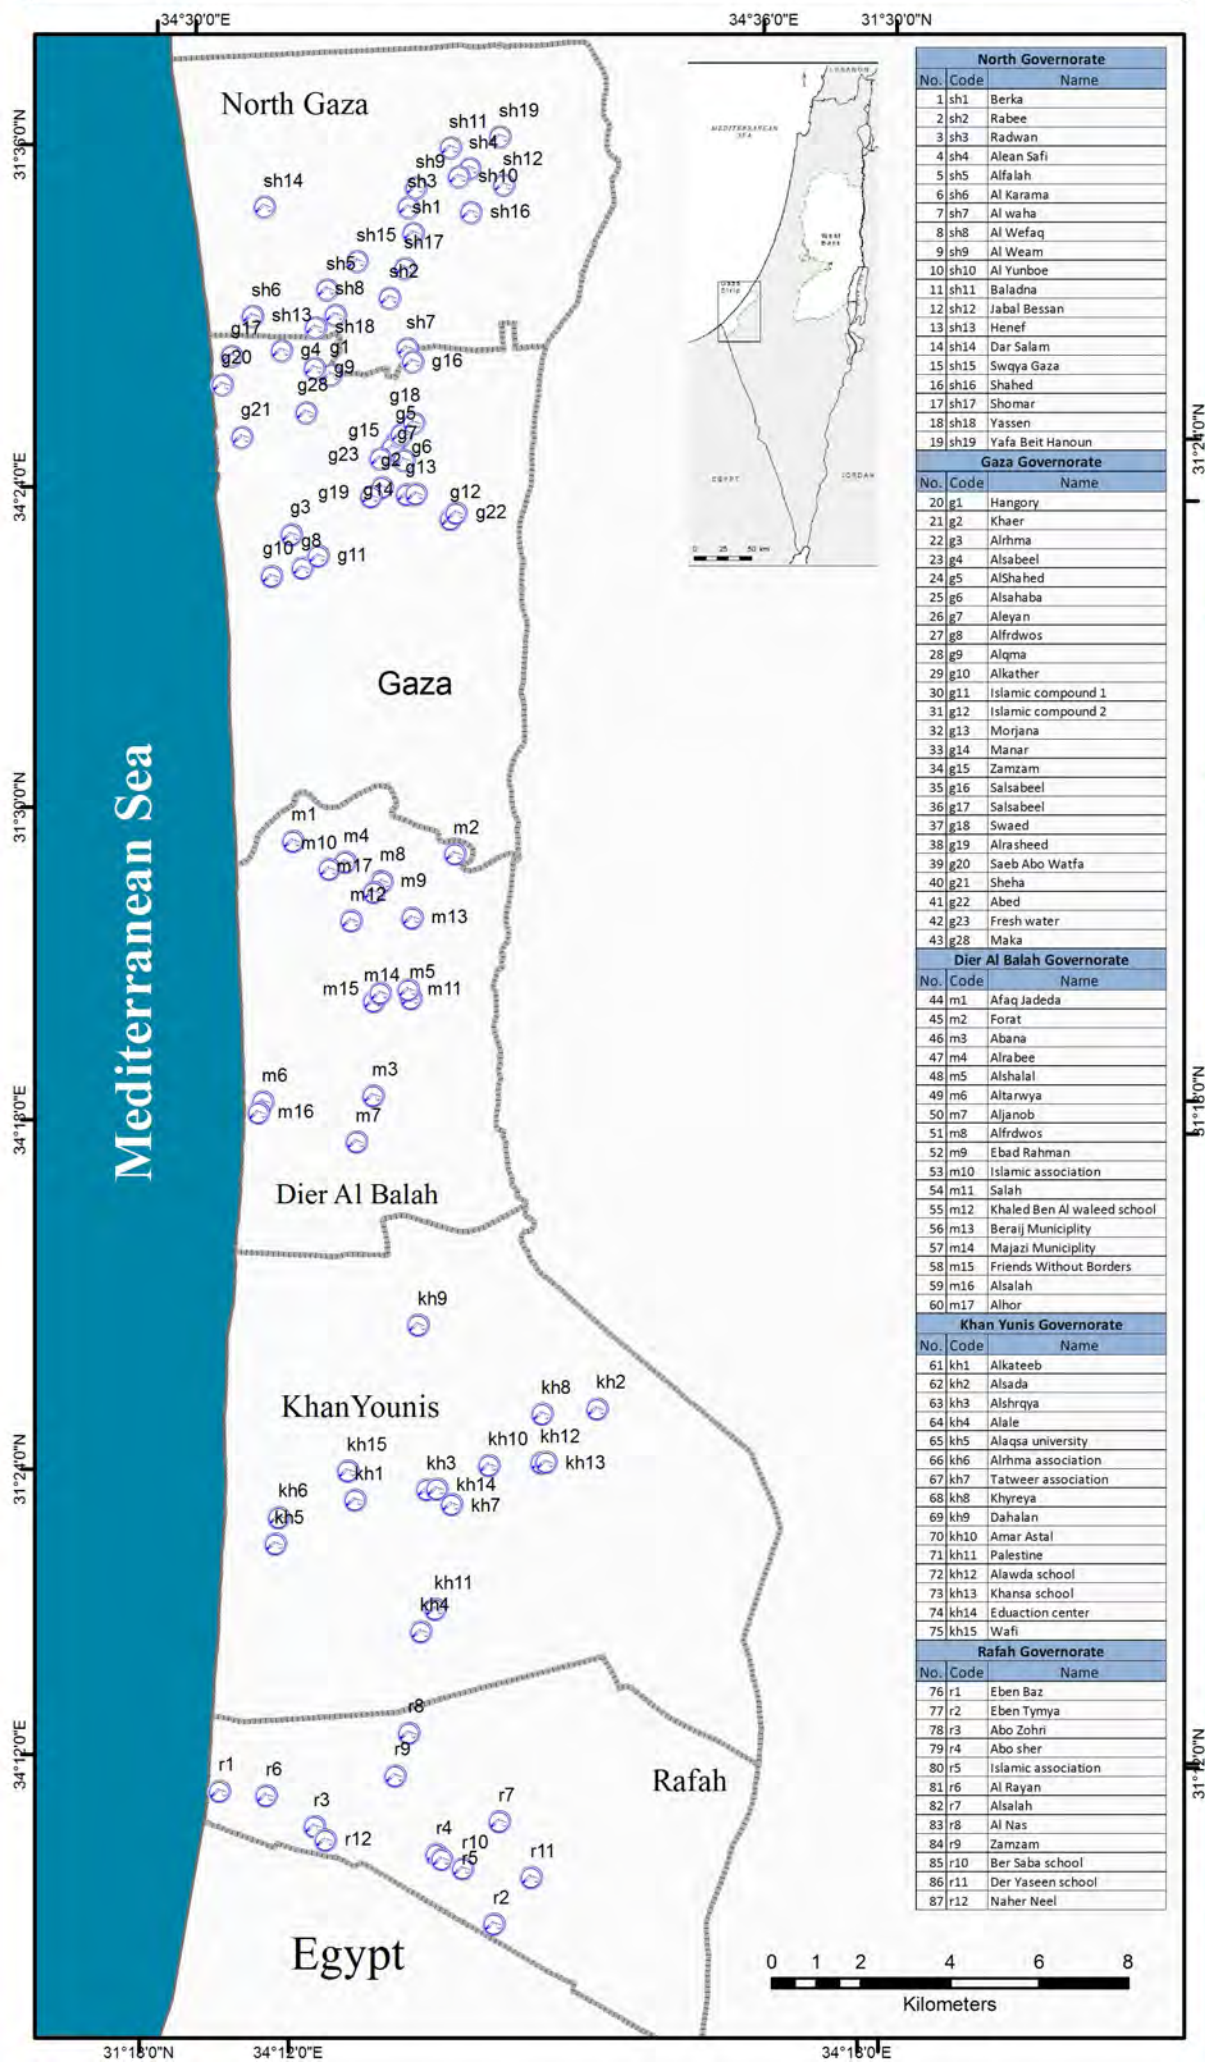 34°30'0"E
34°36'0"E
31°30'0"N
North Gaza
sh19
sh11
sh4
sh12
sh9
sh10
sh3
sh14
sh1
sh16
sh15
sh17
sh5
sh2
sh6
sh8
sh13
sh18
sh7
g17
g1
g4
g20
g9
g16
g28
g18
g21
g5
g15
g7
g6
g23
g2
g13
g19
g14
g12
g3
g22
g10
g8
g11
Gaza
Mediterranean Sea
m1
m2
m10
m4
m17
m8
m9
m12
m13
m14
m5
m15
m11
m6
m3
m16
m7
Dier Al Balah
kh9
KhanYounis
kh8
kh2
kh10
kh12
kh15
kh3
kh13
kh1
kh14
kh6
kh7
kh5
kh11
kh4
r8
r9
r1
r6
Rafah
r3
r7
r12
r4
r10
r5
r11
r2
Egypt
31°36'0"N
34°24'0"E
31°30'0"N
34°18'0"E
31°24'0"N
34°12'0"E
31°24'0"N
31°18'0"N
31°12'0"N
31°18'0"N
34°12'0"E
34°18'0"E
LEBANON
MEDITERRANEAN
SEA
West
Bank
Gaza
Strip
EGYPT
JORDAN
0 25 50 km
North Governorate
No. Code Name
1 sh1 Berka
2 sh2 Rabee
3 sh3 Radwan
4 sh4 Alean Safi
5 sh5 Alfalah
6 sh6 Al Karama
7 sh7 Al waha
8 sh8 Al Wefaq
9 sh9 Al Weam
10 sh10 Al Yunboe
11 sh11 Baladna
12 sh12 Jabal Bessan
13 sh13 Henef
14 sh14 Dar Salam
15 sh15 Swqya Gaza
16 sh16 Shahed
17 sh17 Shomar
18 sh18 Yassen
19 sh19 Yafa Beit Hanoun
Gaza Governorate
No. Code Name
20 g1 Hangory
21 g2 Khaer
22 g3 Alrhma
23 g4 Alsabeel
24 g5 AlShahed
25 g6 Alsahaba
26 g7 Aleyan
27 g8 Alfrdwos
28 g9 Alqma
29 g10 Alkather
30 g11 Islamic compound 1
31 g12 Islamic compound 2
32 g13 Morjana
33 g14 Manar
34 g15 Zamzam
35 g16 Salsabeel
36 g17 Salsabeel
37 g18 Swaed
38 g19 Alrasheed
39 g20 Saeb Abo Watfa
40 g21 Sheha
41 g22 Abed
42 g23 Fresh water
43 g28 Maka
Dier Al Balah Governorate
No. Code Name
44 m1 Afaq Jadeda
45 m2 Forat
46 m3 Abana
47 m4 Alrabee
48 m5 Alshalal
49 m6 Altarwya
50 m7 Aljanob
51 m8 Alfrdwos
52 m9 Ebad Rahman
53 m10 Islamic association
54 m11 Salah
55 m12 Khaled Ben Al waleed school
56 m13 Beraij Municiplity
57 m14 Majazi Municiplity
58 m15 Friends Without Borders
59 m16 Alsalah
60 m17 Alhor
Khan Yunis Governorate
No. Code Name
61 kh1 Alkateeb
62 kh2 Alsada
63 kh3 Alshrqya
64 kh4 Alale
65 kh5 Alaqsa university
66 kh6 Alrhma association
67 kh7 Tatweer association
68 kh8 Khyreya
69 kh9 Dahalan
70 kh10 Amar Astal
71 kh11 Palestine
72 kh12 Alawda school
73 kh13 Khansa school
74 kh14 Eduaction center
75 kh15 Wafi
Rafah Governorate
No. Code Name
76 r1 Eben Baz
77 r2 Eben Tymya
78 r3 Abo Zohri
79 r4 Abo sher
80 r5 Islamic association
81 r6 Al Rayan
82 r7 Alsalah
83 r8 Al Nas
84 r9 Zamzam
85 r10 Ber Saba school
86 r11 Der Yaseen school
87 r12 Naher Neel
0 1 2 4 6 8
Kilometers